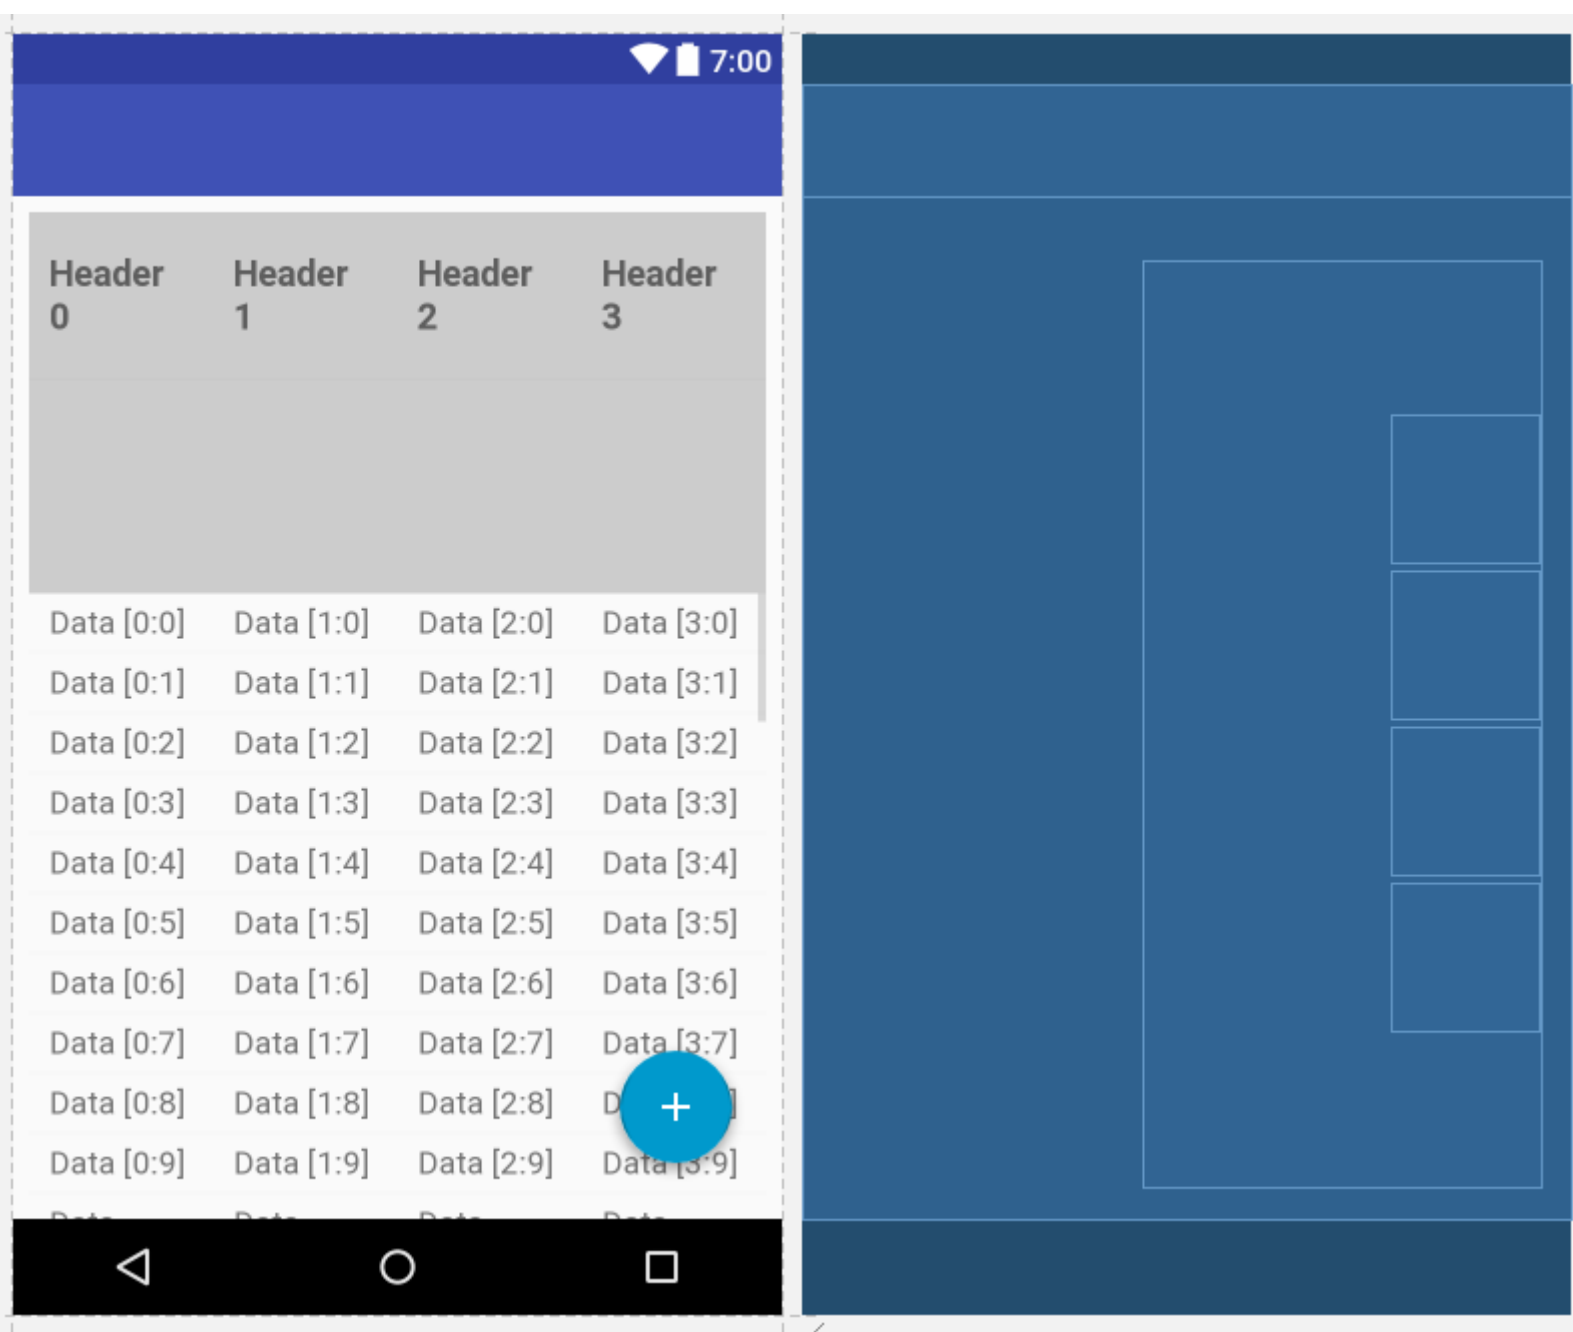 7:00
Header 0 Header 1 Header 2 Header 3
Data [0:0] Data [1:0] Data [2:0] Data [3:0]
Data [0:1] Data [1:1] Data [2:1] Data [3:1]
Data [0:2] Data [1:2] Data [2:2] Data [3:2]
Data [0:3] Data [1:3] Data [2:3] Data [3:3]
Data [0:4] Data [1:4] Data [2:4] Data [3:4]
Data [0:5] Data [1:5] Data [2:5] Data [3:5]
Data [0:6] Data [1:6] Data [2:6] Data [3:6]
Data [0:7] Data [1:7] Data [2:7] Data [3:7]
Data [0:8] Data [1:8] Data [2:8]
Data [0:9] Data [1:9] Data [2:9] Data [3:9]